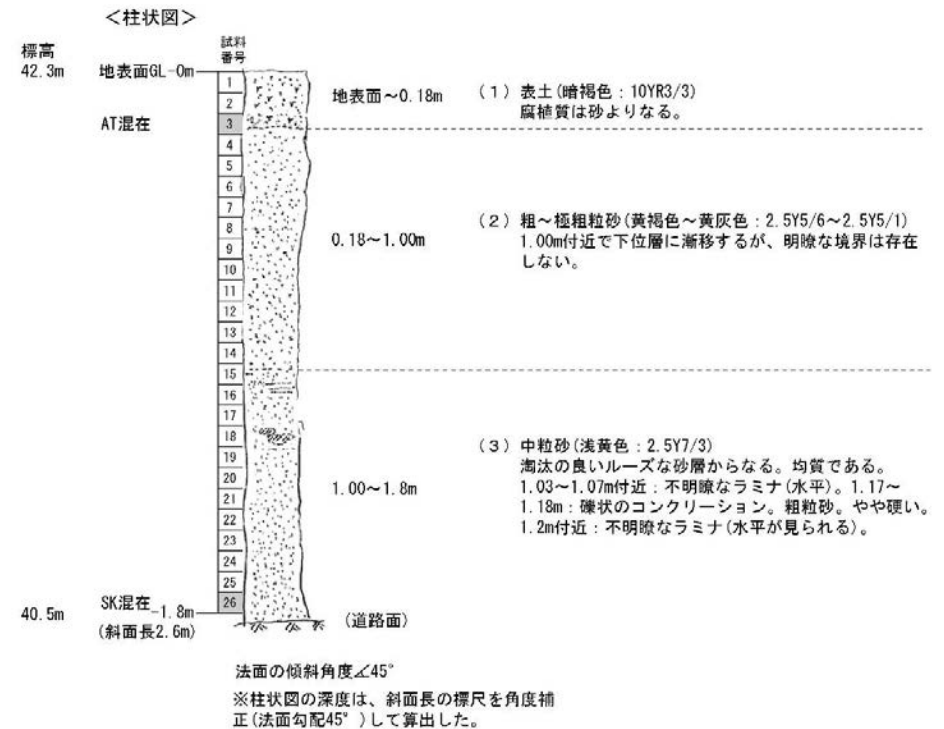 <柱状図>
標高
42.3m
地表面GL-0m
試料
番号
1
2
3
4
5
6
7
8
9
10
11
12
13
14
15
16
17
18
19
20
21
22
23
24
25
26
AT混在
地表面～0.18m
(1) 表土(暗褐色:10YR3/3)
腐植質は砂よりなる。
0.18～1.00m
(2) 粗～極粗粒砂(黄褐色～黄灰色:2.5Y5/6～2.5Y5/1)
1.00m付近で下位層に漸移するが、明瞭な境界は存在
しない。
1.00～1.8m
(3) 中粒砂(浅黄色:2.5Y7/3)
淘汰の良いルーズな砂層からなる。均質である。
1.03～1.07m付近:不明瞭なラミナ(水平)。1.17～
1.18m:礫状のコンクリーション。粗粒砂。やや硬い。
1.2m付近:不明瞭なラミナ(水平が見られる)。
40.5m
SK混在
-1.8m
(斜面長2.6m)
(道路面)
法面の傾斜角度∠45°
※柱状図の深度は、斜面長の標尺を角度補
正(法面勾配45°)して算出した。